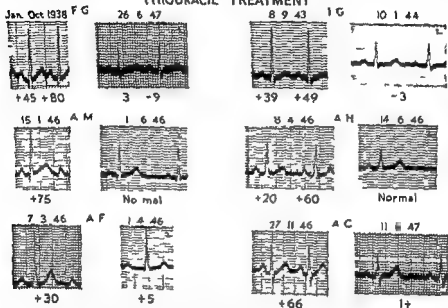 THIOURACIL TREATMENT
Jan Oct 1938 F G 26 6 47 8 9 43 I G 10 1 44
+45 +80 3 -9 +39 +49 -3
15 1 46 A M 1 6 46 8 4 46 A H 14 6 46
+75 No mal +20 +60 Normal
7 3 46 A F 1 4 46 27 11 46 A C 11 47
+30 +5 +66 1+